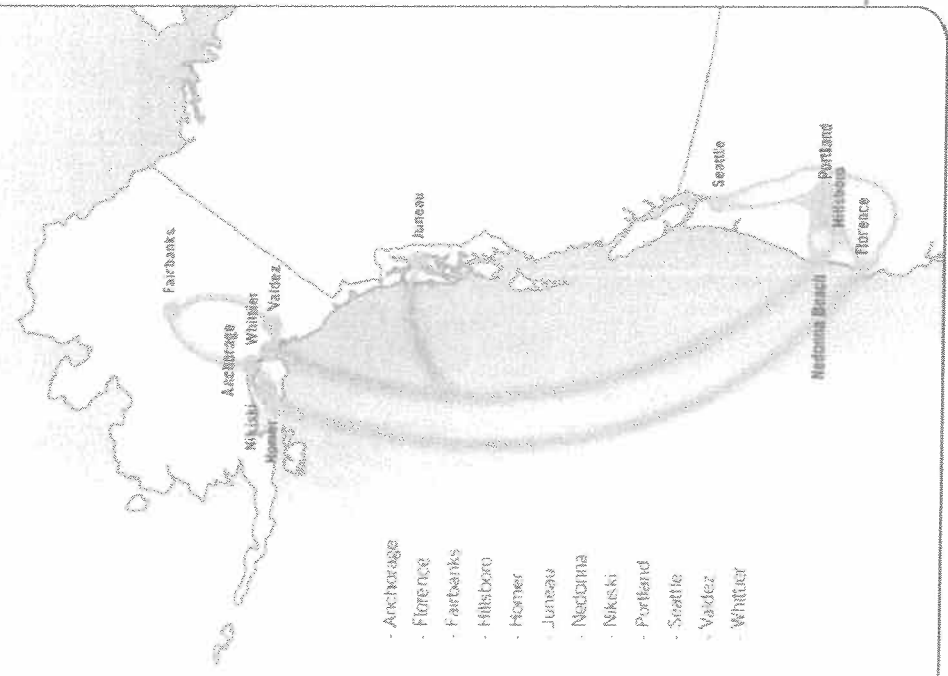 Fairbanks
Anchorage
Whittier
Valdez
Nikiski
Homer
Juneau
Seattle
Portland
Hillsboro
Florence
Nedonna Beach
- Anchorage
- Florence
- Fairbanks
- Hillsboro
- Homer
- Juneau
- Nedonna
- Nikiski
- Portland
- Seattle
- Valdez
- Whittier